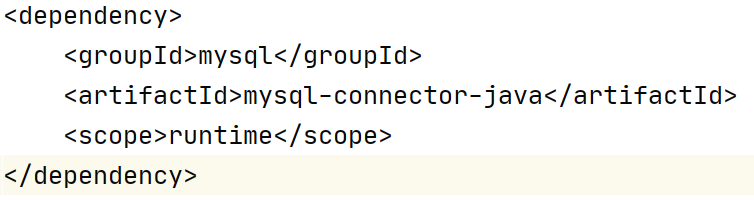 <dependency>
    <groupId>mysql</groupId>
    <artifactId>mysql-connector-java</artifactId>
    <scope>runtime</scope>
</dependency>